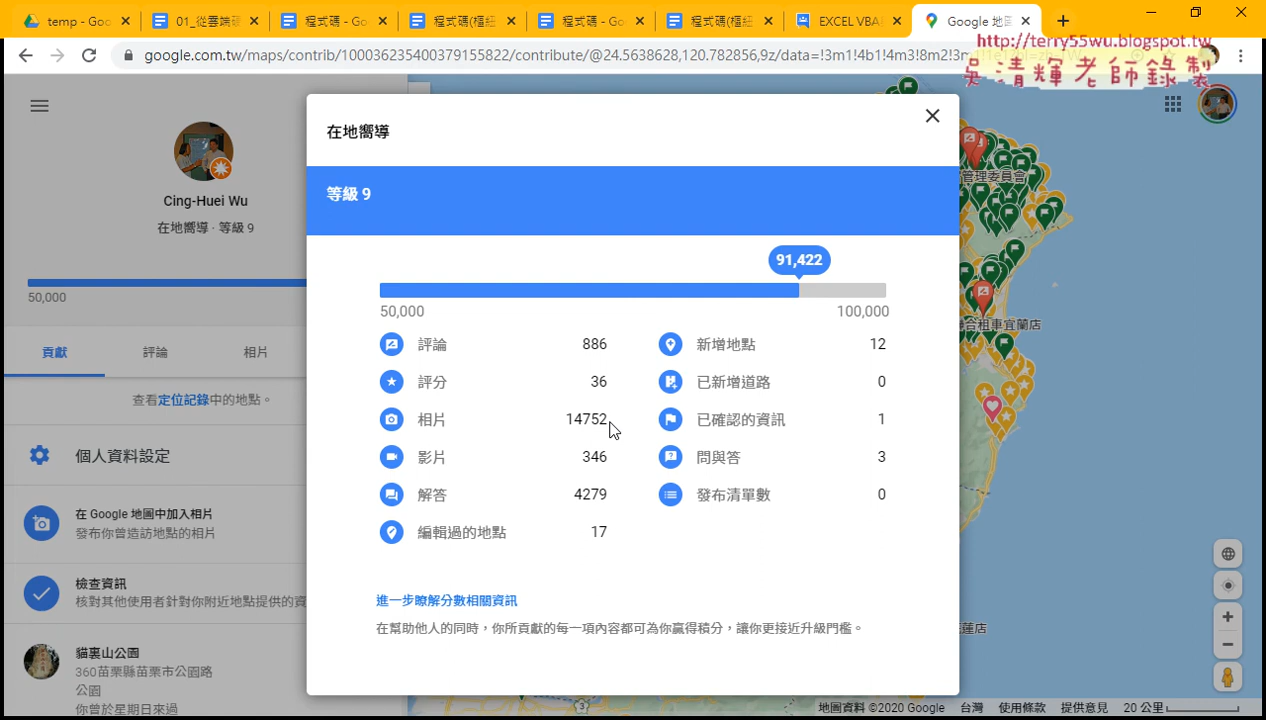 temp - Goog
01_從雲端硬
程式碼 - Go
程式碼(樞紐
程式碼 - Go
程式碼(樞紐
EXCEL VBA
Google 地圖
http://terry55wu.blogspot.tw
吳清輝老師錄製
google.com.tw/maps/contrib/100036235400379155822/contribute/@24.5638628,120.782856,9z/data=!3m1!4b1!4m3!8m2!3m
Cing-Huei Wu
在地嚮導 · 等級 9
50,000
貢獻
評論
相片
查看定位記錄中的地點。
個人資料設定
在 Google 地圖中加入相片
發布你曾造訪地點的相片
檢查資訊
核對其他使用者針對你附近地點提供的資
貓裏山公園
360苗栗縣苗栗市公園路
公園
你曾於星期日來過
在地嚮導
等級 9
91,422
50,000
100,000
評論 886
新增地點 12
評分 36
已新增道路 0
相片 14752
已確認的資訊 1
影片 346
問與答 3
解答 4279
發布清單數 0
編輯過的地點 17
進一步瞭解分數相關資訊
在幫助他人的同時，你所貢獻的每一項內容都可為你贏得積分，讓你更接近升級門檻。
管理委員會
合租車宜蘭店
蓮店
3
地圖資料 ©2020 Google 台灣 使用條款 提供意見 20 公里